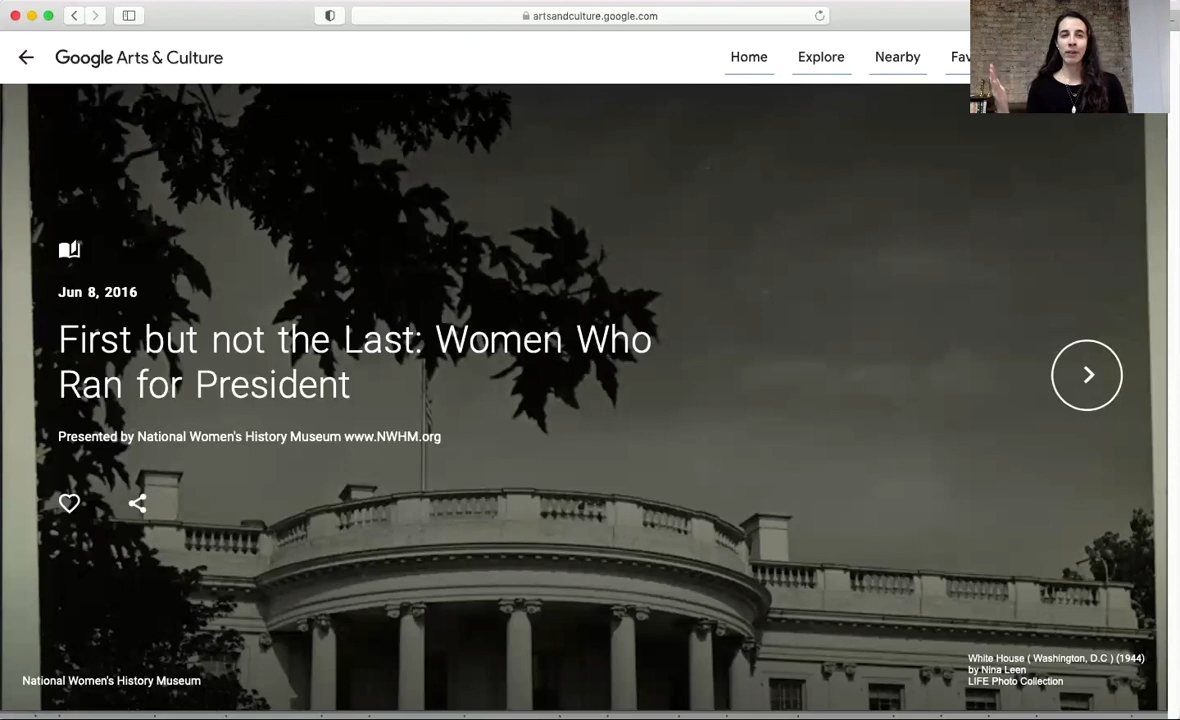 artsandculture.google.com
Google Arts & Culture
Home Explore Nearby
Jun 8, 2016
First but not the Last: Women Who
Ran for President
Presented by National Women's History Museum www.NWHM.org
National Women's History Museum
White House ( Washington, D.C ) (1944)
by Nina Leen
LIFE Photo Collection